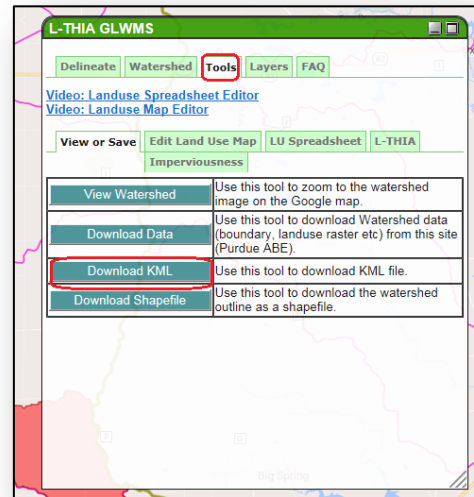 L-THIA GLWMS
Delineate Watershed Tools Layers FAQ
Video: Landuse Spreadsheet Editor
Video: Landuse Map Editor
View or Save Edit Land Use Map LU Spreadsheet L-THIA
Imperviousness
View Watershed
Use this tool to zoom to the watershed
image on the Google map.
Download Data
Use this tool to download Watershed data
(boundary, landuse raster etc) from this site
(Purdue ABE).
Download KML
Use this tool to download KML file.
Download Shapefile
Use this tool to download the watershed
outline as a shapefile.
Big Spring